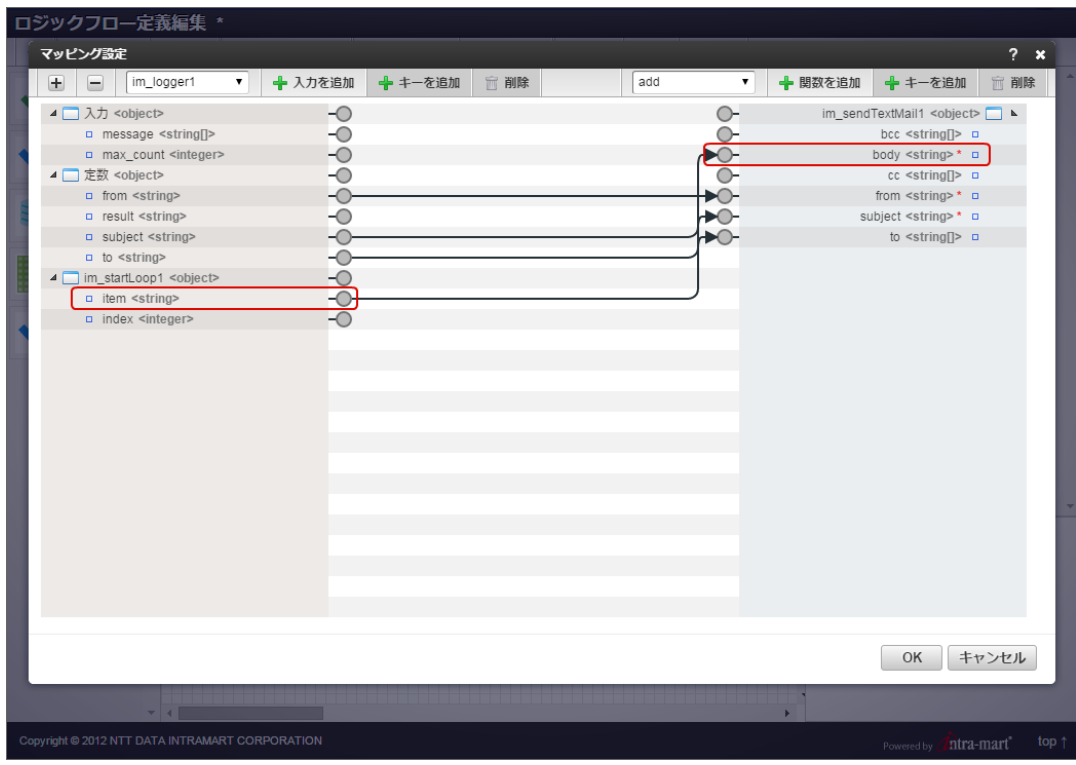 ロジックフロー定義編集 *
マッピング設定 ?
im_logger1 入力を追加 キーを追加 削除 add 関数を追加 キーを追加 削除
入力 <object> im_sendTextMail1 <object>
message <string[]> bcc <string[]>
max_count <integer> body <string> *
定数 <object> cc <string[]>
from <string> from <string> *
result <string> subject <string> *
subject <string> to <string[]>
to <string>
im_startLoop1 <object>
item <string>
index <integer>
OK キャンセル
Copyright © 2012 NTT DATA INTRAMART CORPORATION Powered by intra-mart top ↑